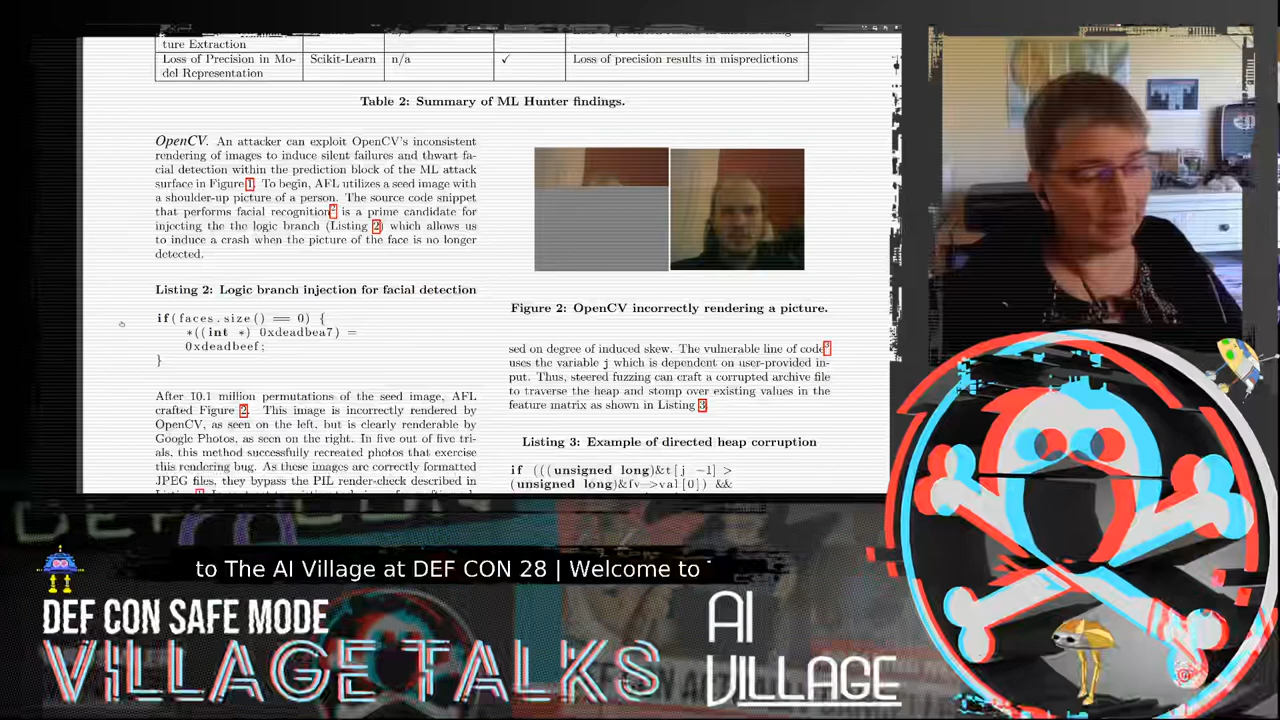 ture Extraction
Loss of Precision in Mo-
del Representation
Scikit-Learn
n/a
✓
Loss of precision results in mispredictions
Table 2: Summary of ML Hunter findings.
OpenCV. An attacker can exploit OpenCV's inconsistent
rendering of images to induce silent failures and thwart fa-
cial detection within the prediction block of the ML attack
surface in Figure 1. To begin, AFL utilizes a seed image with
a shoulder-up picture of a person. The source code snippet
that performs facial recognition2 is a prime candidate for
injecting the the logic branch (Listing 2) which allows us
to induce a crash when the picture of the face is no longer
detected.
Listing 2: Logic branch injection for facial detection
if(faces.size() == 0) {
*((int *) 0xdeadbea7) =
0xdeadbeef;
}
After 10.1 million permutations of the seed image, AFL
crafted Figure 2. This image is incorrectly rendered by
OpenCV, as seen on the left, but is clearly renderable by
Google Photos, as seen on the right. In five out of five tri-
als, this method successfully recreated photos that exercise
this rendering bug. As these images are correctly formatted
JPEG files, they bypass the PIL render-check described in
Figure 2: OpenCV incorrectly rendering a picture.
sed on degree of induced skew. The vulnerable line of code3
uses the variable j which is dependent on user-provided in-
put. Thus, steered fuzzing can craft a corrupted archive file
to traverse the heap and stomp over existing values in the
feature matrix as shown in Listing 3
Listing 3: Example of directed heap corruption
if (((unsigned long)&t[j -1] >
(unsigned long)&fv->val[0]) &&
to The AI Village at DEF CON 28 | Welcome to
DEF CON SAFE MODE
VILLAGE TALKS
AI
VILLAGE